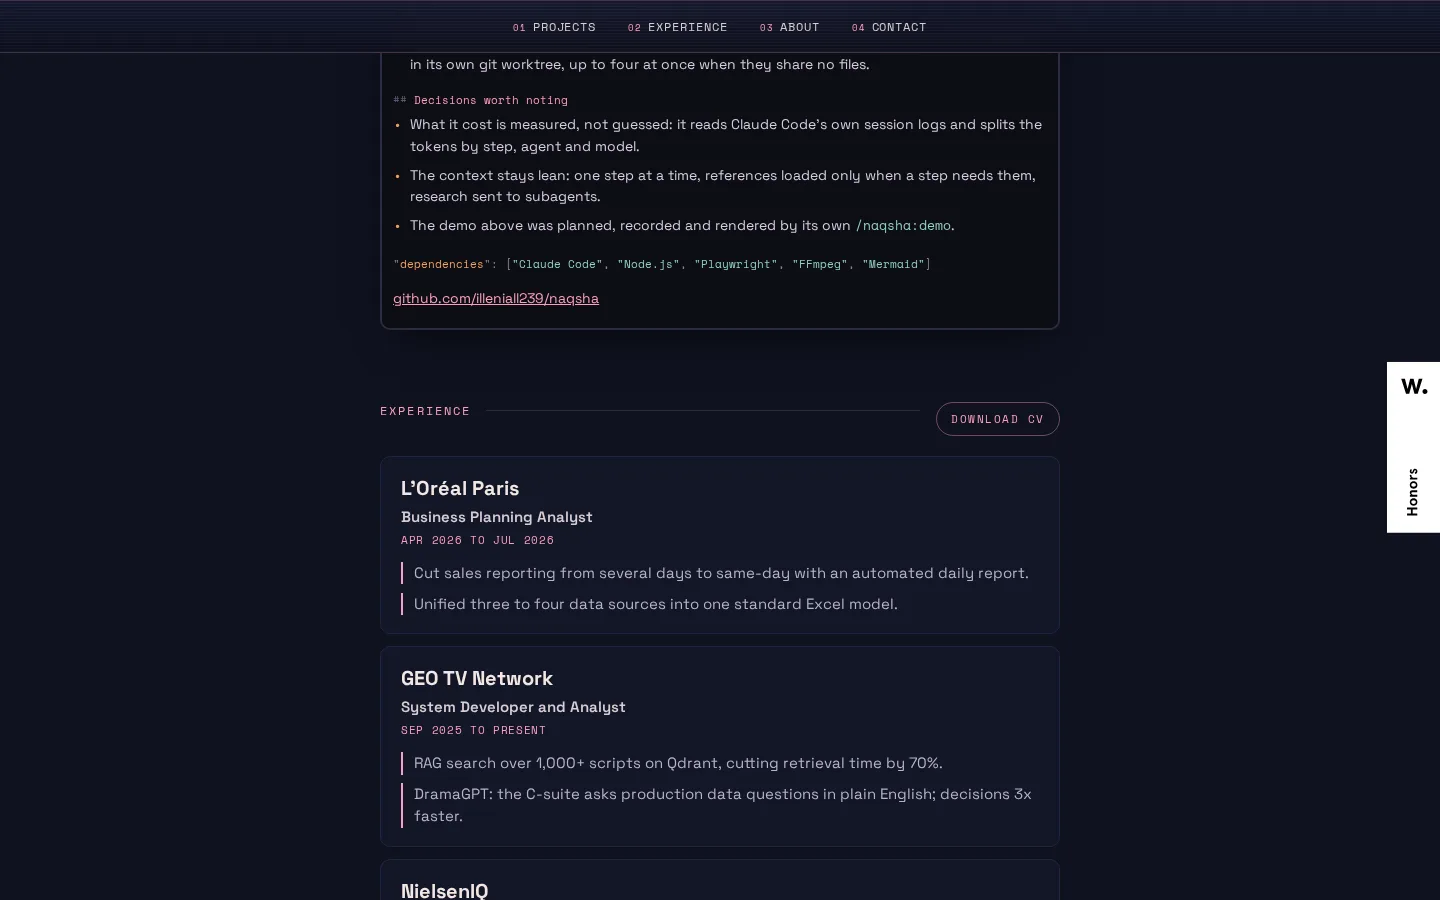 01 PROJECTS
02 EXPERIENCE
03 ABOUT
04 CONTACT
in its own git worktree, up to four at once when they share no files.
## Decisions worth noting
• What it cost is measured, not guessed: it reads Claude Code's own session logs and splits the
tokens by step, agent and model.
• The context stays lean: one step at a time, references loaded only when a step needs them,
research sent to subagents.
• The demo above was planned, recorded and rendered by its own /naqsha:demo.
"dependencies": ["Claude Code", "Node.js", "Playwright", "FFmpeg", "Mermaid"]
github.com/illeniall239/naqsha
W.
Honors
EXPERIENCE
DOWNLOAD CV
L'Oréal Paris
Business Planning Analyst
APR 2026 TO JUL 2026
Cut sales reporting from several days to same-day with an automated daily report.
Unified three to four data sources into one standard Excel model.
GEO TV Network
System Developer and Analyst
SEP 2025 TO PRESENT
RAG search over 1,000+ scripts on Qdrant, cutting retrieval time by 70%.
DramaGPT: the C-suite asks production data questions in plain English; decisions 3x
faster.
NielsenIQ